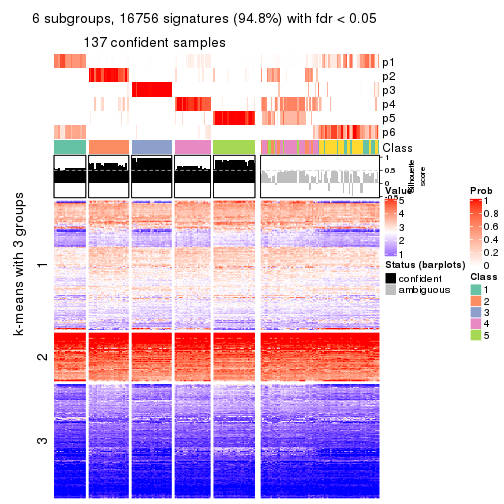 6 subgroups, 16756 signatures (94.8%) with fdr < 0.05
137 confident samples
p1
p2
p3
p4
p5
p6
Class
1
0.5
0
-0.5
Silhouette
score
k-means with 3 groups
1
2
3
Value
5
4
3
2
1
Status (barplots)
confident
ambiguous
Prob
1
0.8
0.6
0.4
0.2
0
Class
1
2
3
4
5